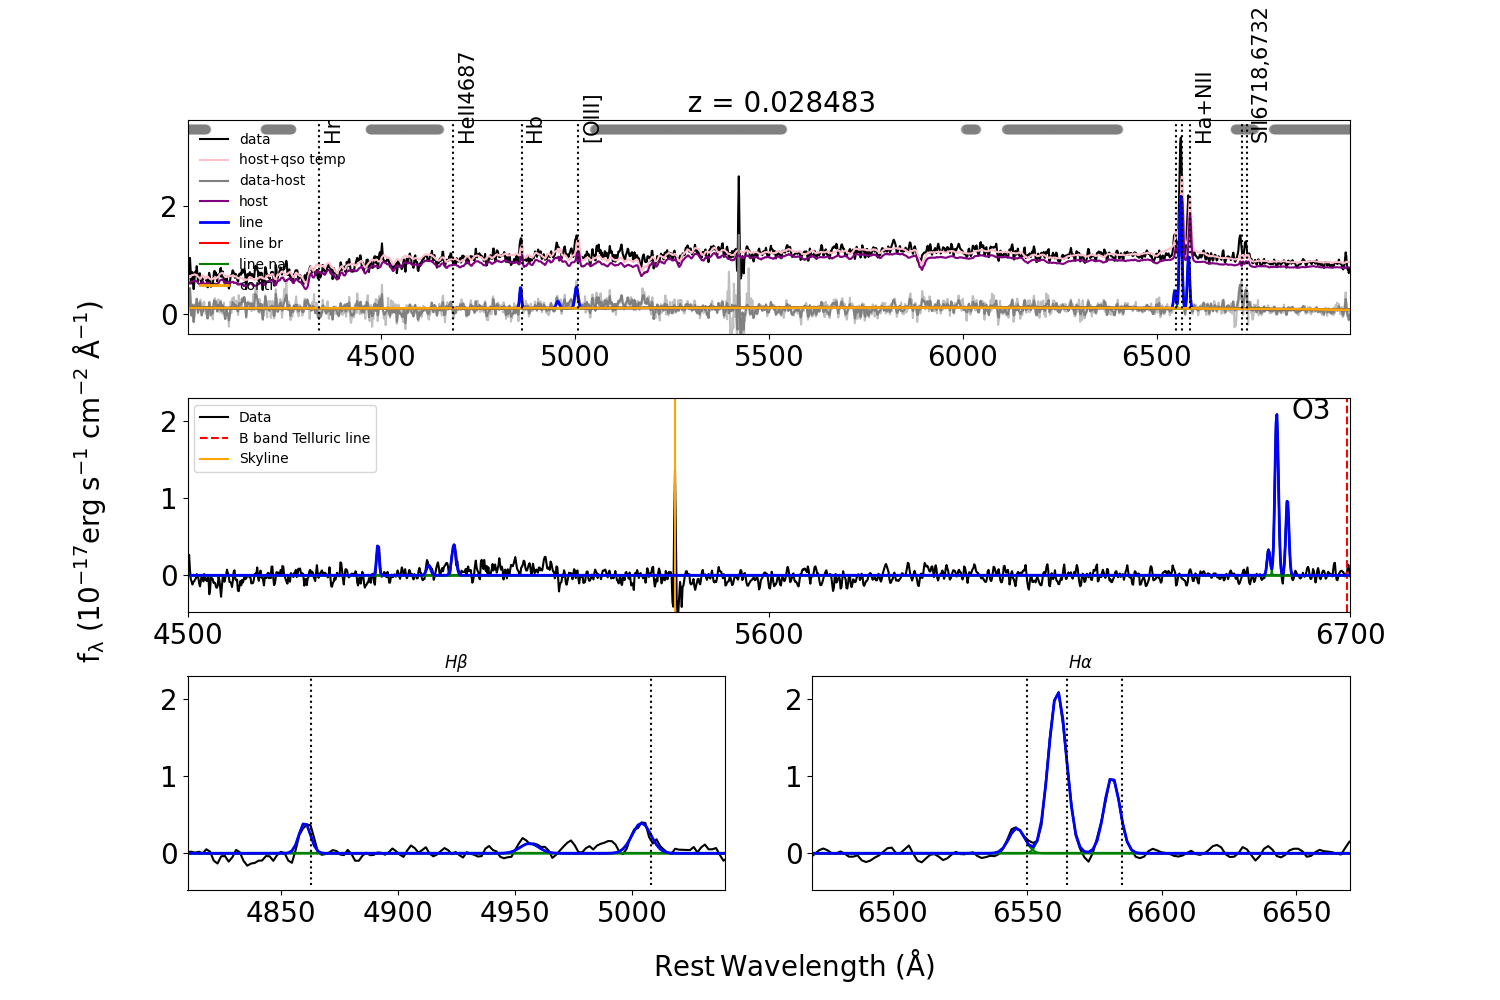 z = 0.028483
Hr
HeII4687
Hb
[OIII]
Ha+NII
SII6718,6732
data
host+qso temp
data-host
host
line
line br
line na
conti
2
0
4500 5000 5500 6000 6500
Data
B band Telluric line
Skyline
O3
2
1
0
4500 5600 6700
fλ (10−17erg s−1 cm−2 Å−1)
Hβ
2
1
0
4850 4900 4950 5000
Hα
2
1
0
6500 6550 6600 6650
Rest Wavelength (Å)